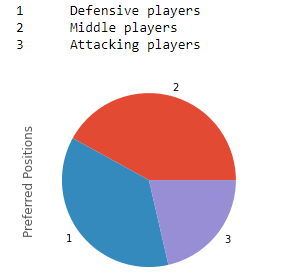 1 Defensive players
2 Middle players
3 Attacking players
2
Preferred Positions
1
3